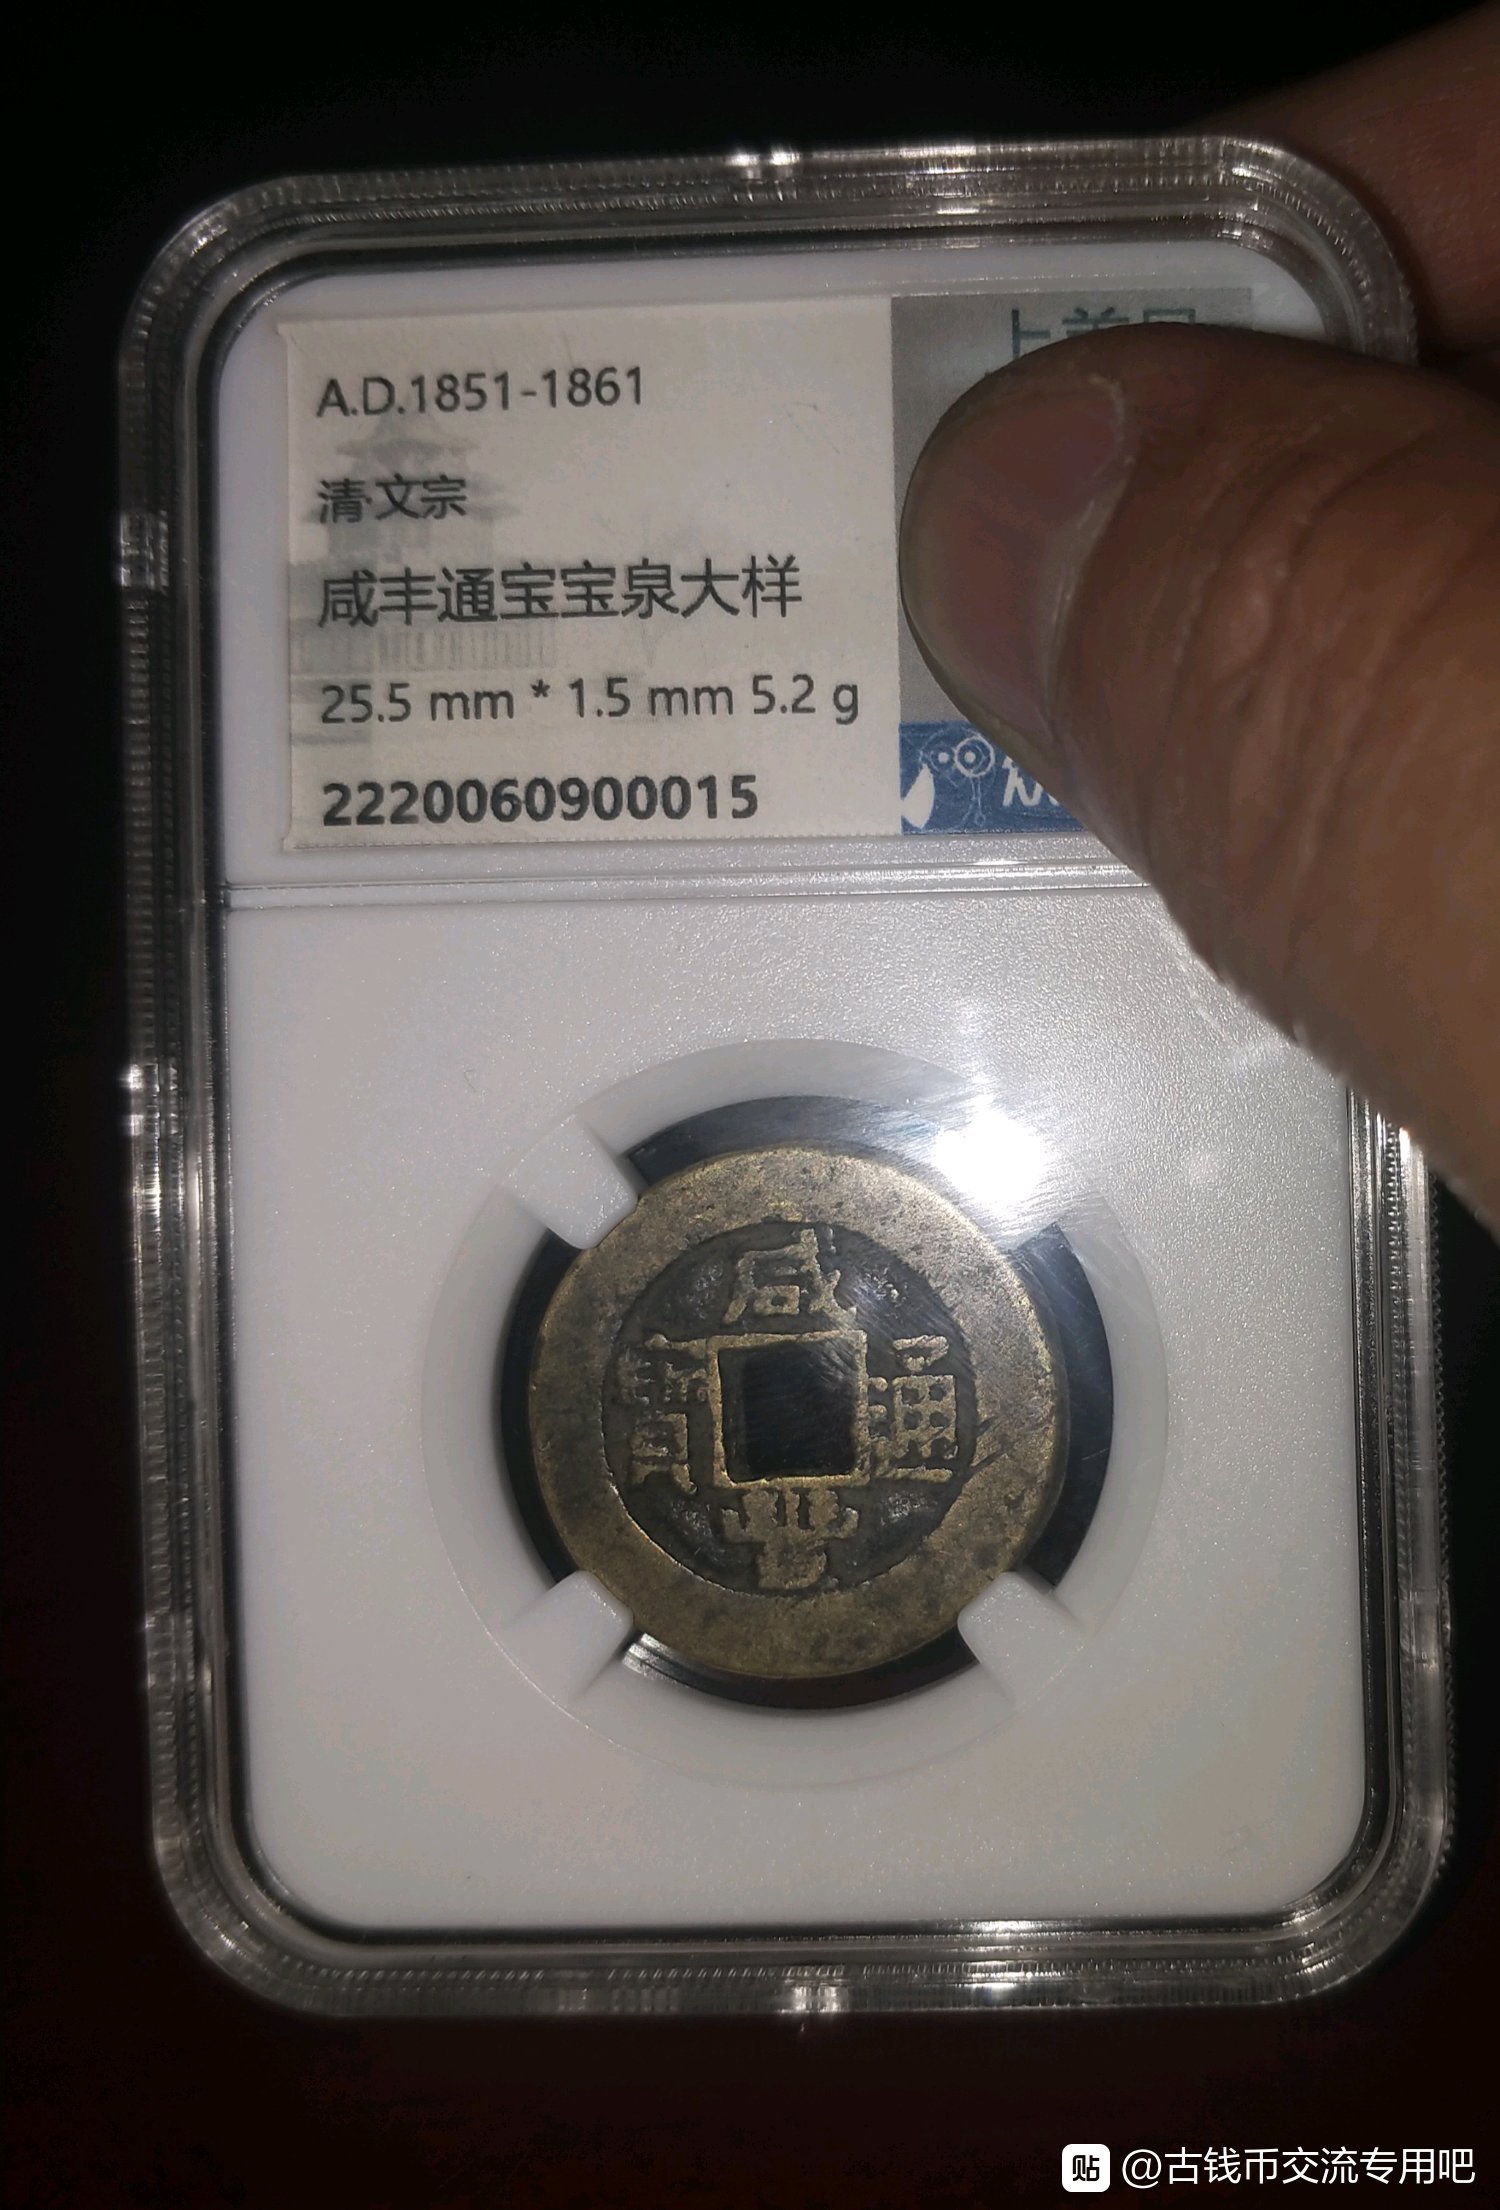 A.D.1851-1861
清·文宗
咸丰通宝宝泉大样
25.5 mm * 1.5 mm 5.2 g
2220060900015
咸
寶 通
豐
贴 @古钱币交流专用吧